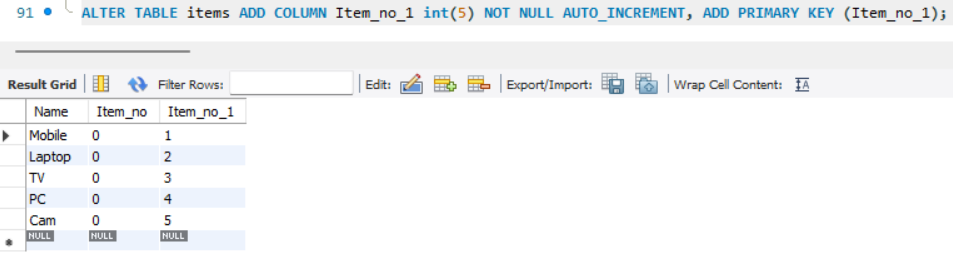 91 ALTER TABLE items ADD COLUMN Item_no_1 int(5) NOT NULL AUTO_INCREMENT, ADD PRIMARY KEY (Item_no_1);
Result Grid Filter Rows: Edit: Export/Import: Wrap Cell Content:
Name Item_no Item_no_1
Mobile 0 1
Laptop 0 2
TV 0 3
PC 0 4
Cam 0 5
NULL NULL NULL